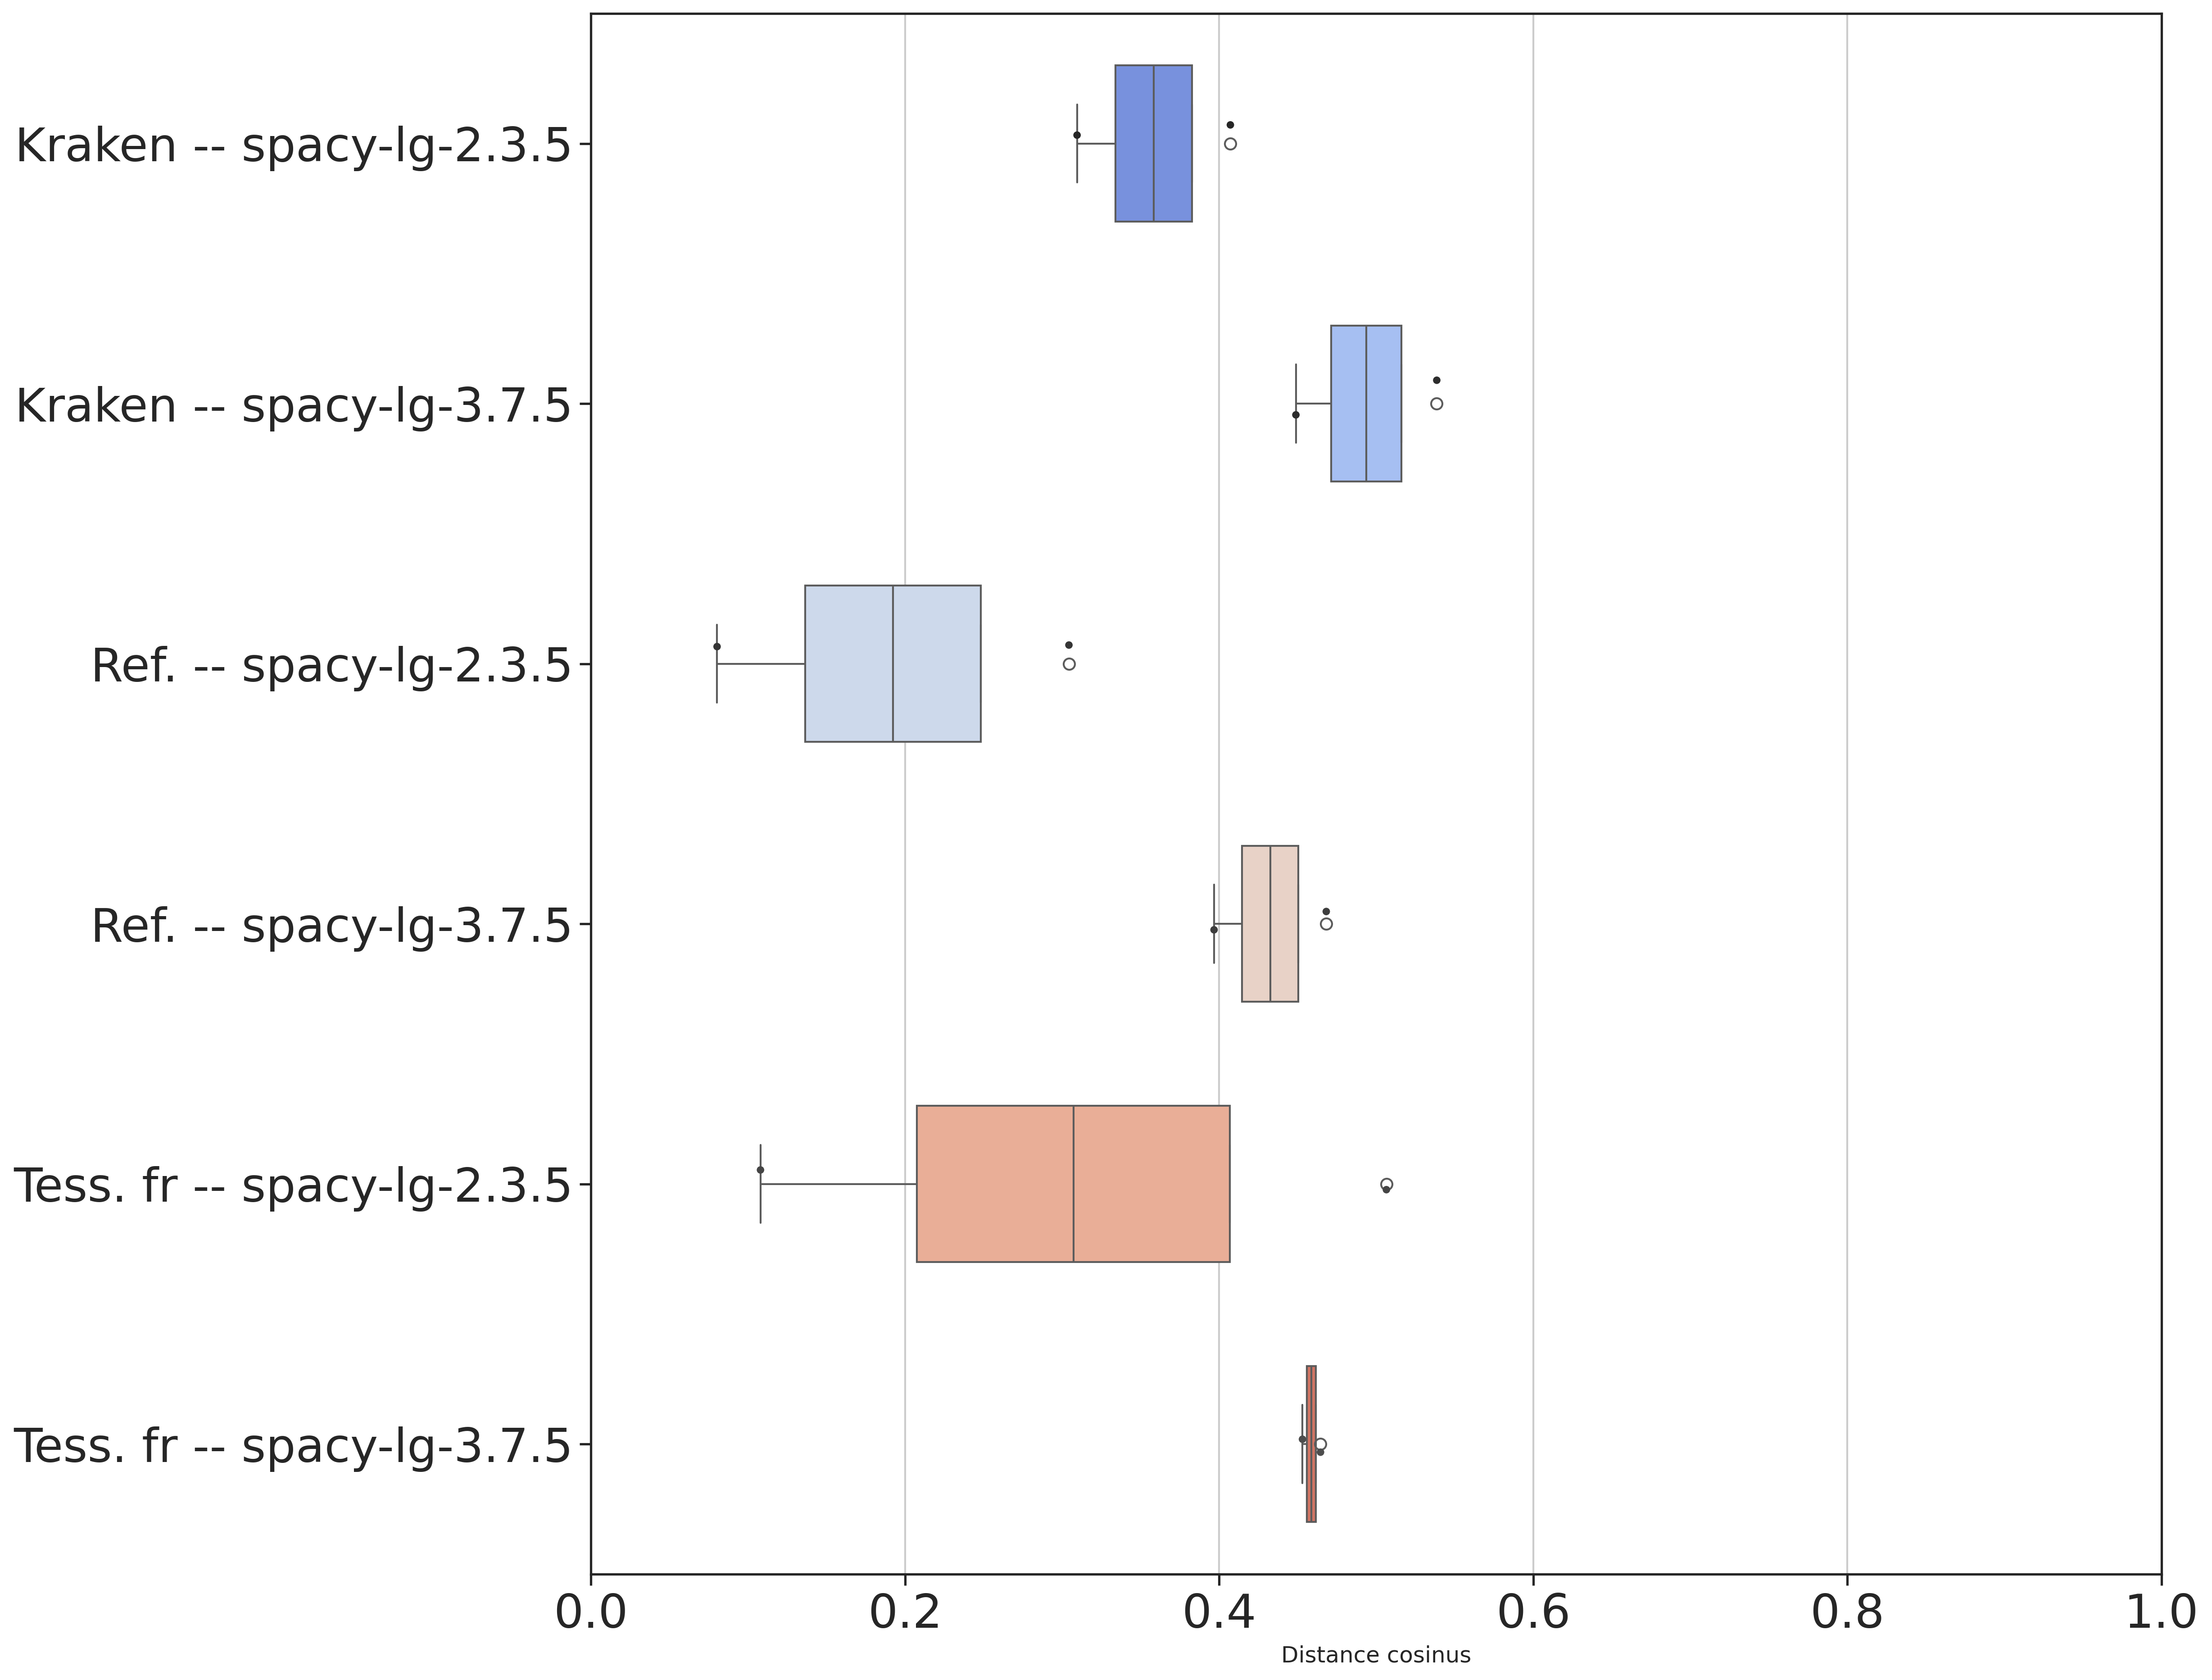 Kraken -- spacy-lg-2.3.5
Kraken -- spacy-lg-3.7.5
Ref. -- spacy-lg-2.3.5
Ref. -- spacy-lg-3.7.5
Tess. fr -- spacy-lg-2.3.5
Tess. fr -- spacy-lg-3.7.5
0.0 0.2 0.4 0.6 0.8 1.0
Distance cosinus